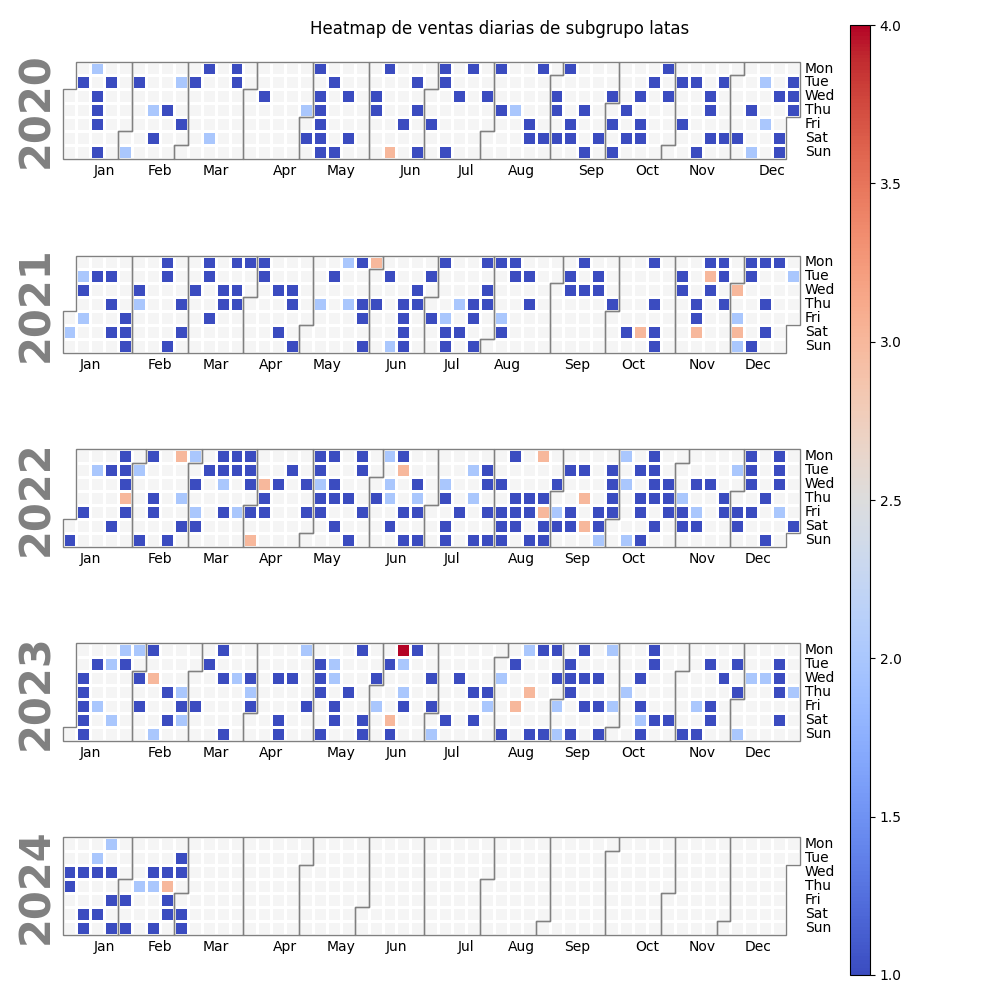 Heatmap de ventas diarias de subgrupo latas
2020
Mon
Tue
Wed
Thu
Fri
Sat
Sun
Jan Feb Mar Apr May Jun Jul Aug Sep Oct Nov Dec
2021
Mon
Tue
Wed
Thu
Fri
Sat
Sun
Jan Feb Mar Apr May Jun Jul Aug Sep Oct Nov Dec
2022
Mon
Tue
Wed
Thu
Fri
Sat
Sun
Jan Feb Mar Apr May Jun Jul Aug Sep Oct Nov Dec
2023
Mon
Tue
Wed
Thu
Fri
Sat
Sun
Jan Feb Mar Apr May Jun Jul Aug Sep Oct Nov Dec
2024
Mon
Tue
Wed
Thu
Fri
Sat
Sun
Jan Feb Mar Apr May Jun Jul Aug Sep Oct Nov Dec
4.0
3.5
3.0
2.5
2.0
1.5
1.0